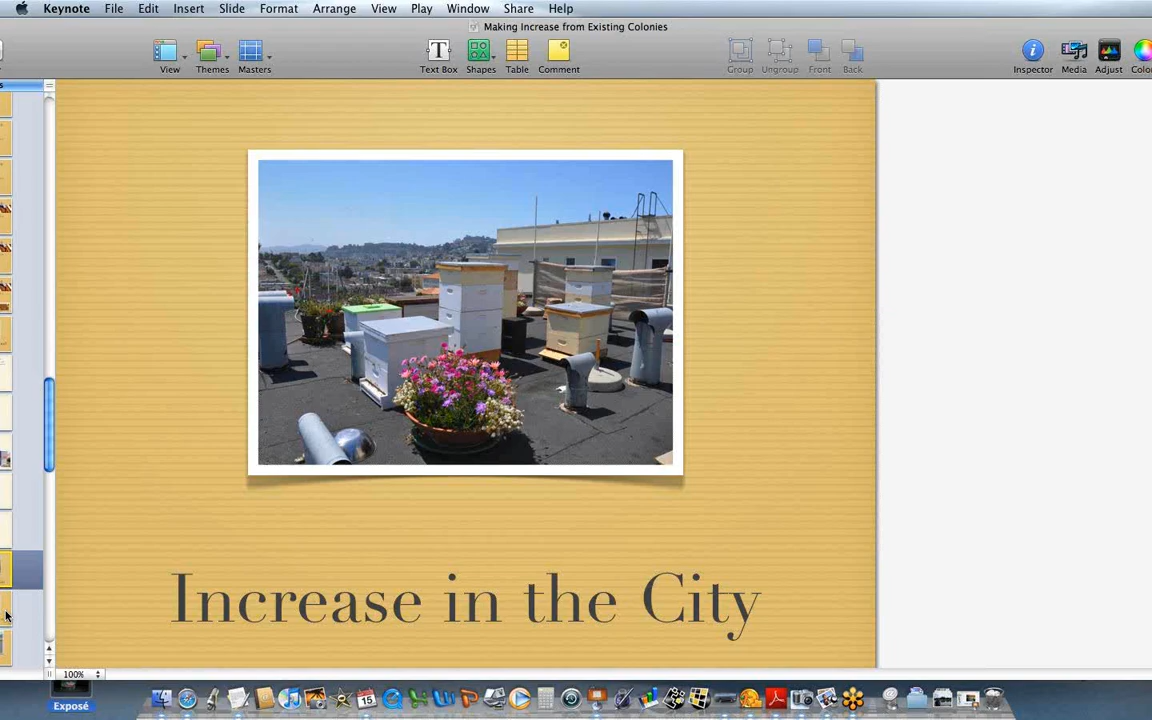 Keynote File Edit Insert Slide Format Arrange View Play Window Share Help
Making Increase from Existing Colonies
View Themes Masters Text Box Shapes Table Comment Group Ungroup Front Back Inspector Media Adjust
Increase in the City
100%
15
Exposé